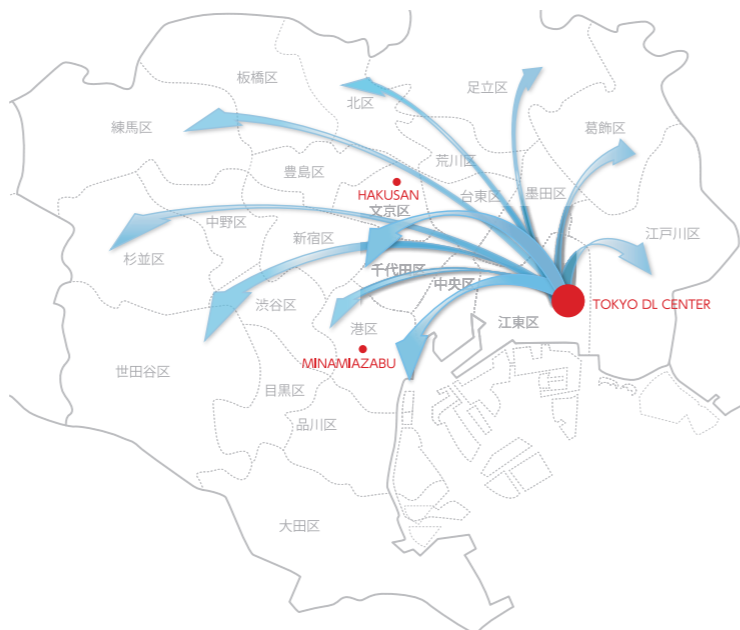 板橋区
足立区
北区
練馬区
葛飾区
荒川区
豊島区
HAKUSAN
台東区
墨田区
文京区
中野区
新宿区
江戸川区
杉並区
千代田区
中央区
渋谷区
TOKYO DL CENTER
港区
江東区
MINAMIAZABU
世田谷区
目黒区
品川区
大田区